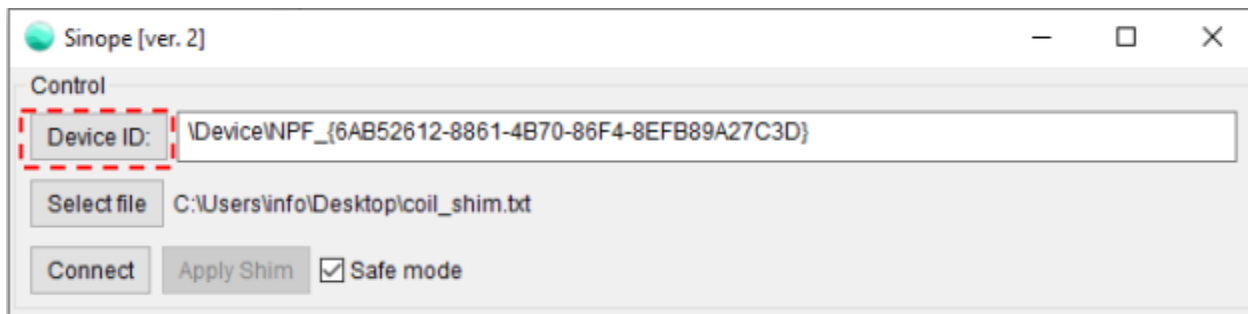 Sinope [ver. 2]
Control
Device ID: \Device\NPF_{6AB52612-8861-4B70-86F4-8EFB89A27C3D}
Select file C:\Users\info\Desktop\coil_shim.txt
Connect Apply Shim Safe mode